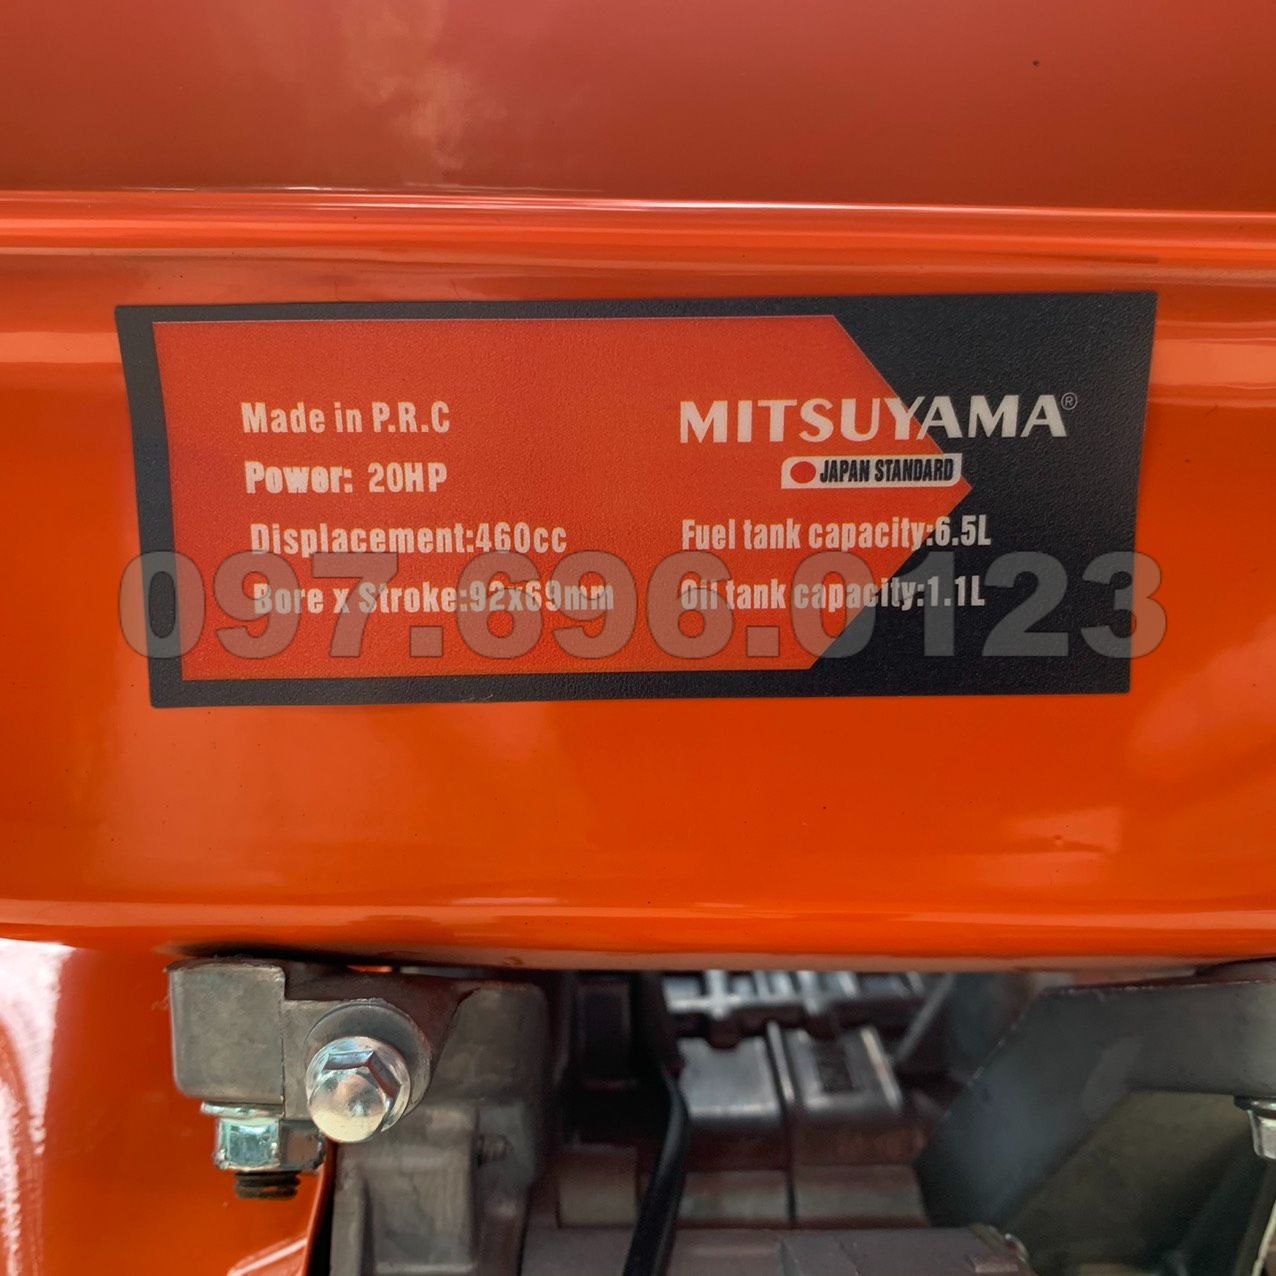 Made in P.R.C
Power: 20HP
Displacement:460cc
Bore x Stroke:92x69mm
MITSUYAMA®
JAPAN STANDARD
Fuel tank capacity:6.5L
Oil tank capacity:1.1L
097.696.0123